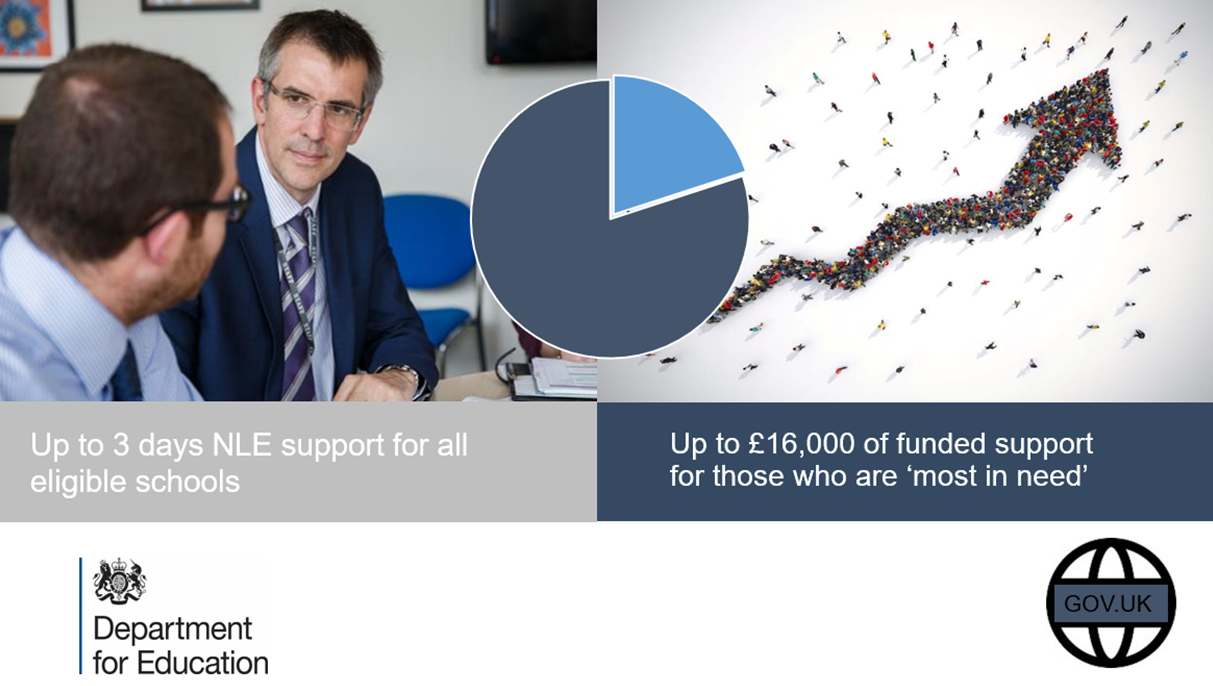 Up to 3 days NLE support for all
eligible schools
Up to £16,000 of funded support
for those who are ‘most in need’
Department
for Education
GOV.UK